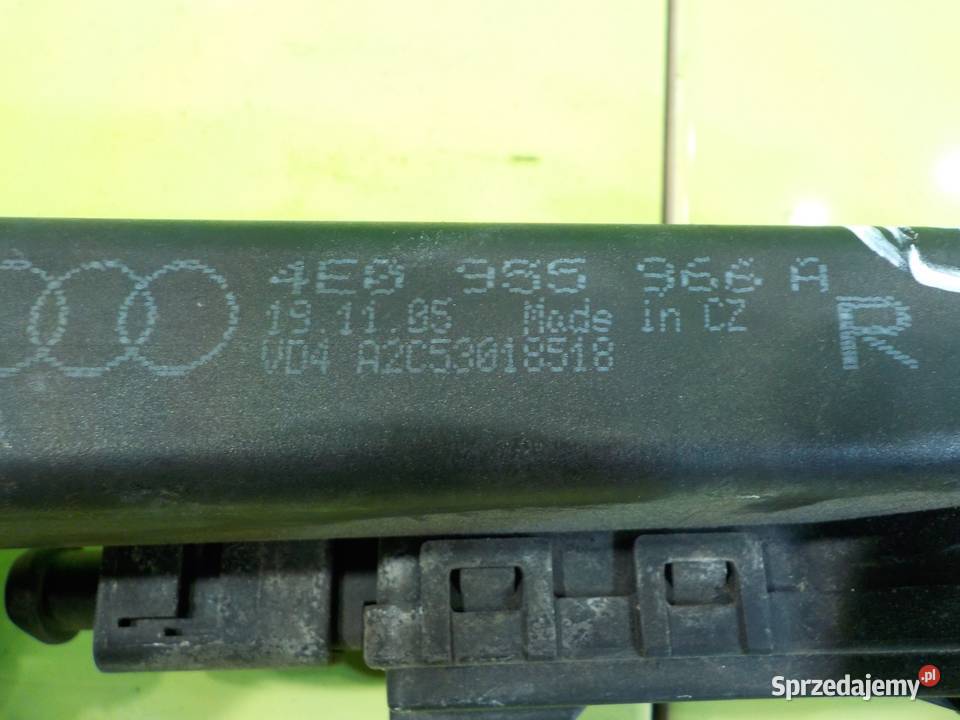 4E0 955 966 A
19.11.05 Made in CZ
VD4 A2C53018518
R
Sprzedajemy.pl